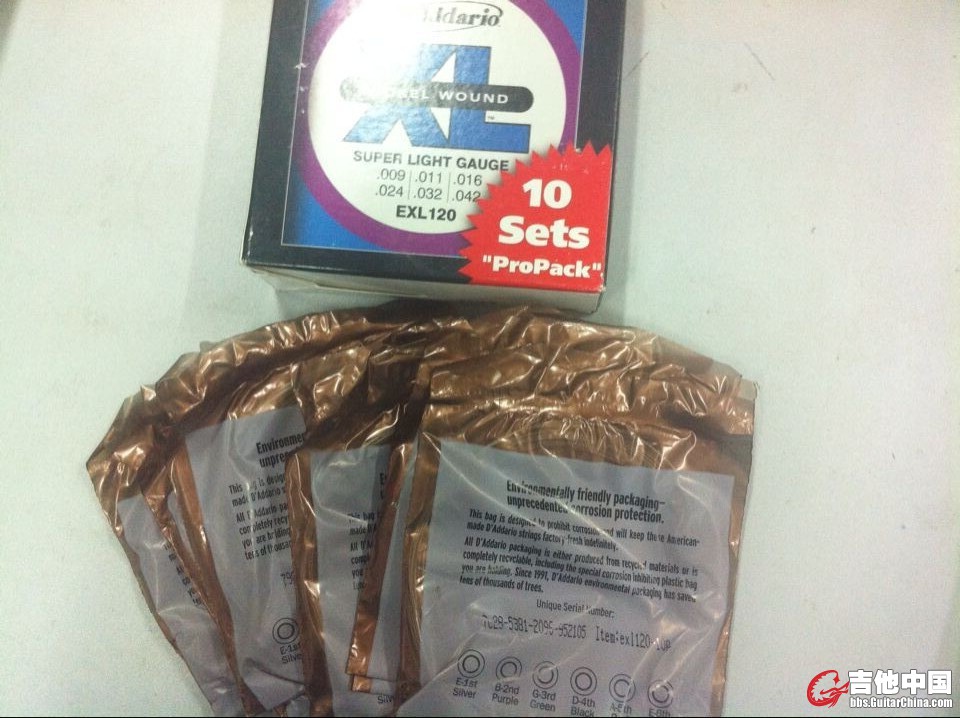 XL
WOUND
SUPER LIGHT GAUGE
.009 .011 .016
.024 .032 .042
EXL120
10
Sets
"ProPack"
Environmentally friendly packaging—
unprecedented corrosion protection.
This bag is designed to prohibit corrosion and will keep these American-
made D'Addario strings factory fresh indefinitely.
All D'Addario packaging is either produced from recycled materials or is
completely recyclable, including the special corrosion inhibiting plastic bag
you are holding. Since 1991, D'Addario environmental packaging has saved
tens of thousands of trees.
Unique Serial Number:
Item:exl120-10P
E-1st B-2nd G-3rd D-4th A-5th E-6th
Silver Purple Green Black
吉他中国
bbs.GuitarChina.com